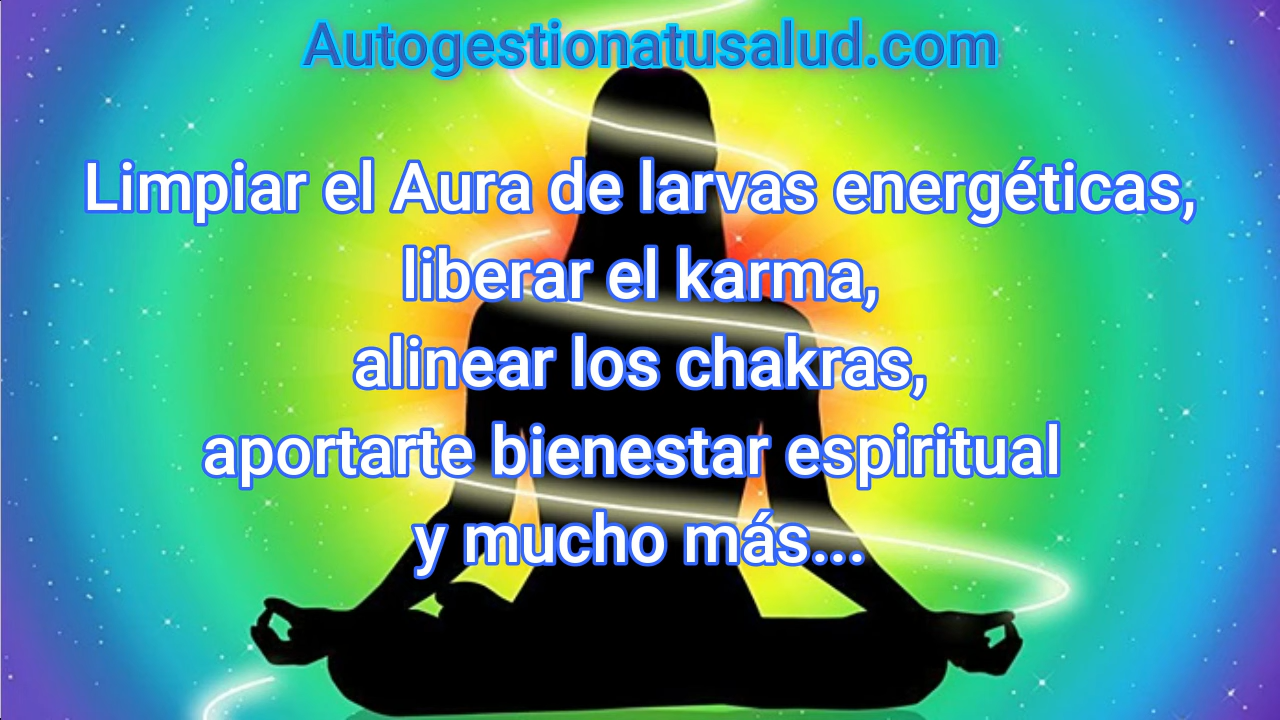 Autogestionatusalud.com
Limpiar el Aura de larvas energéticas,
liberar el karma,
alinear los chakras,
aportarte bienestar espiritual
y mucho más...